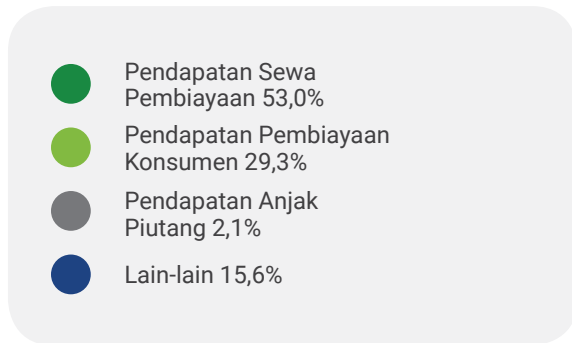 Pendapatan Sewa
Pembiayaan 53,0%
Pendapatan Pembiayaan
Konsumen 29,3%
Pendapatan Anjak
Piutang 2,1%
Lain-lain 15,6%